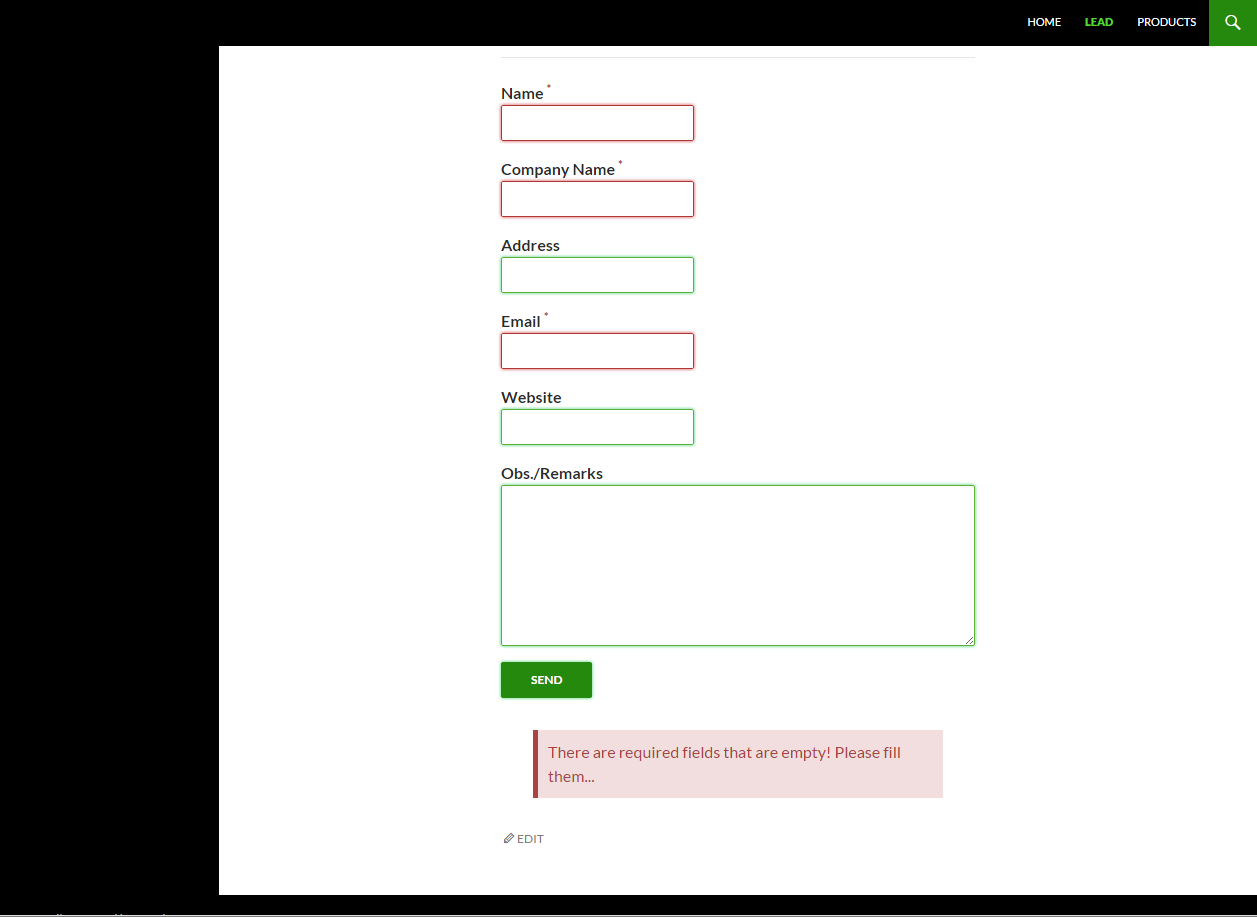 HOME LEAD PRODUCTS
Name *
Company Name *
Address
Email *
Website
Obs./Remarks
SEND
There are required fields that are empty! Please fill
them...
EDIT